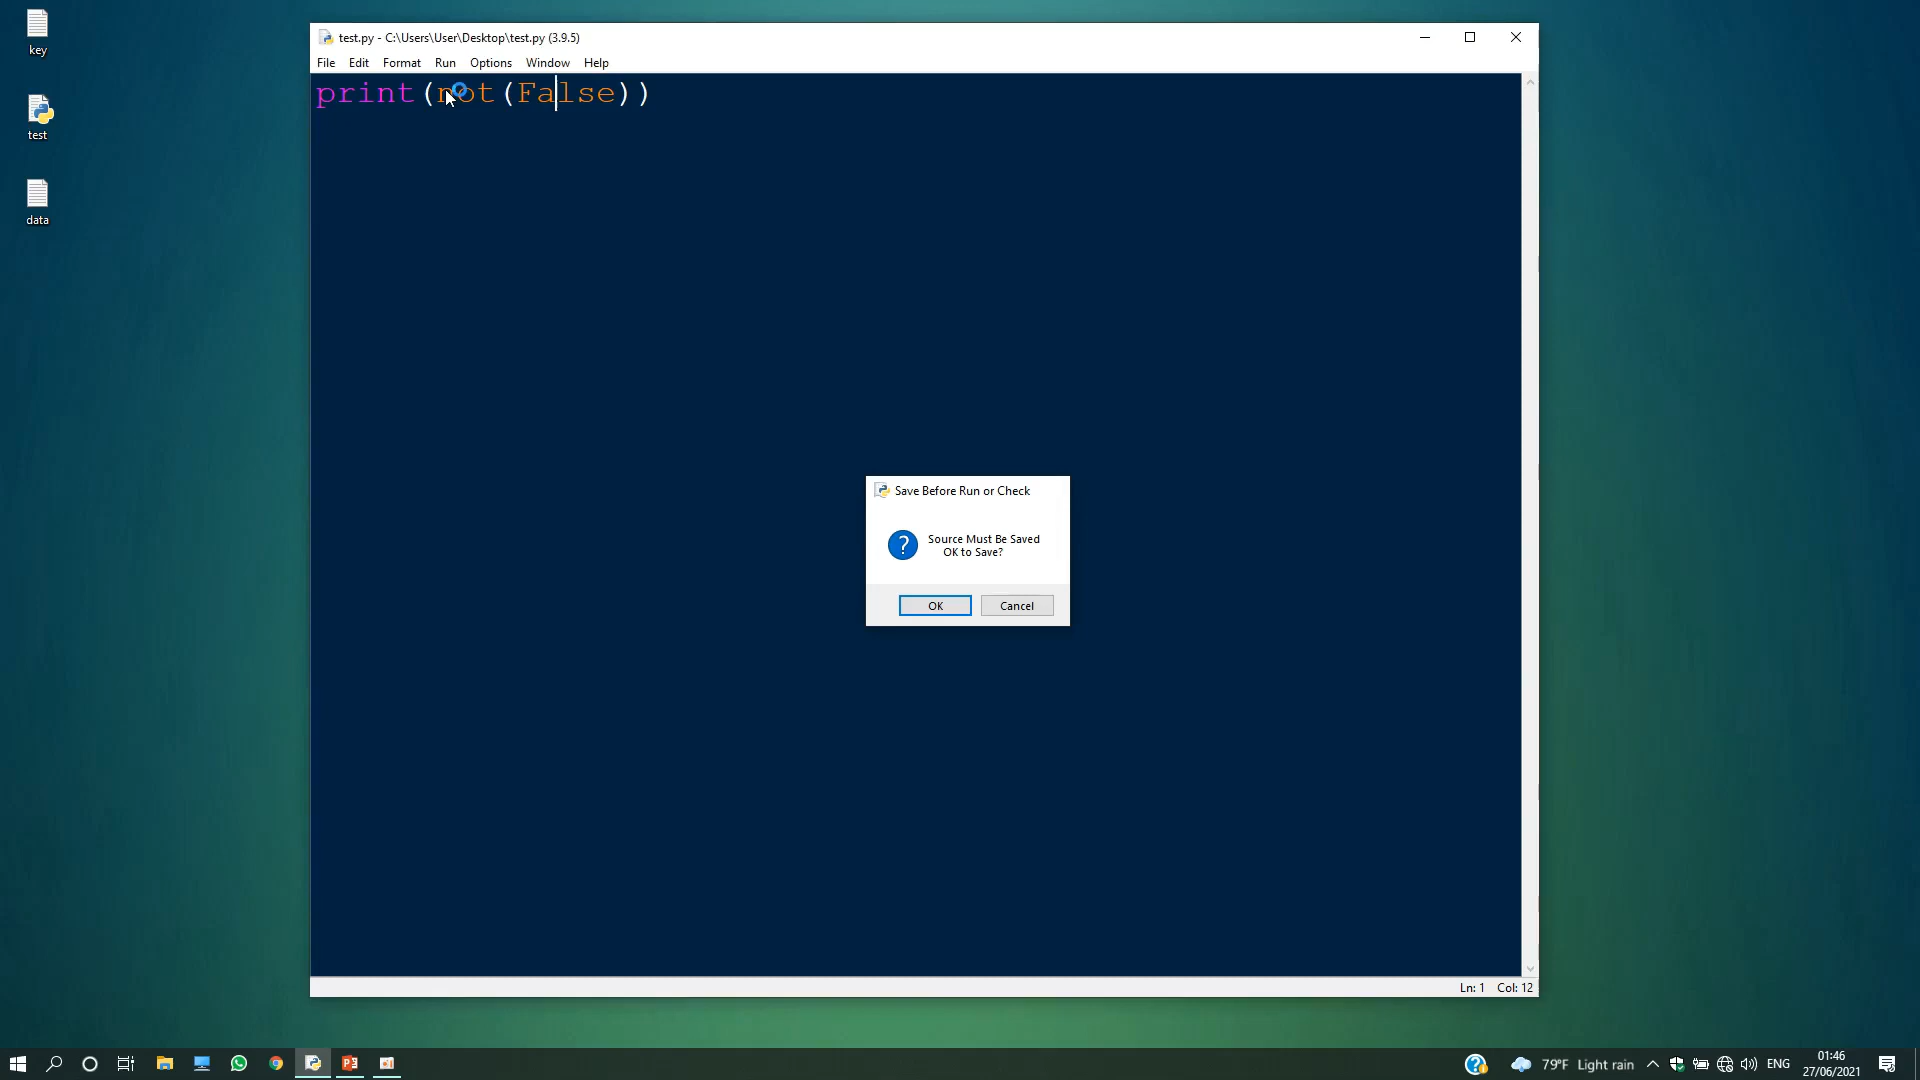 key
test
data
test.py - C:\Users\User\Desktop\test.py (3.9.5)
File Edit Format Run Options Window Help
print(not(False))
Save Before Run or Check
Source Must Be Saved
OK to Save?
OK Cancel
Ln: 1 Col: 12
79°F Light rain
ENG
01:46
27/06/2021